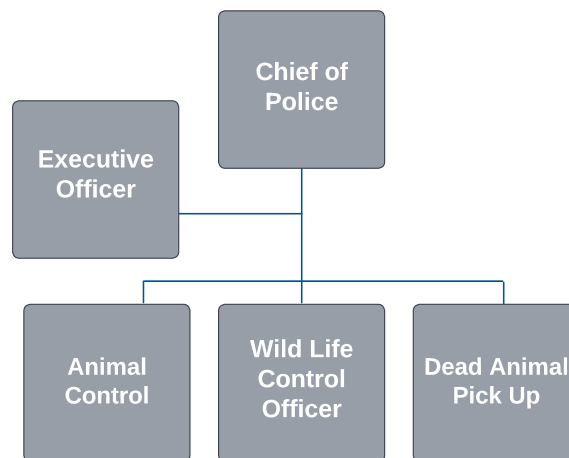 Chief of
Police
Executive
Officer
Animal
Control
Wild Life
Control
Officer
Dead Animal
Pick Up